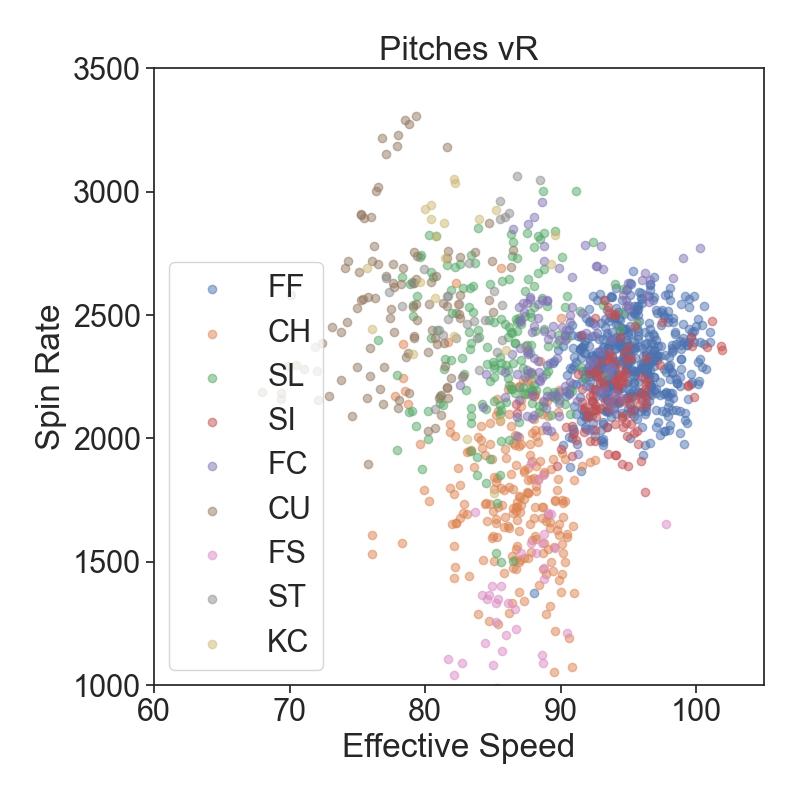 Pitches vR
3500
3000
2500
2000
1500
1000
Spin Rate
FF
CH
SL
SI
FC
CU
FS
ST
KC
60 70 80 90 100
Effective Speed